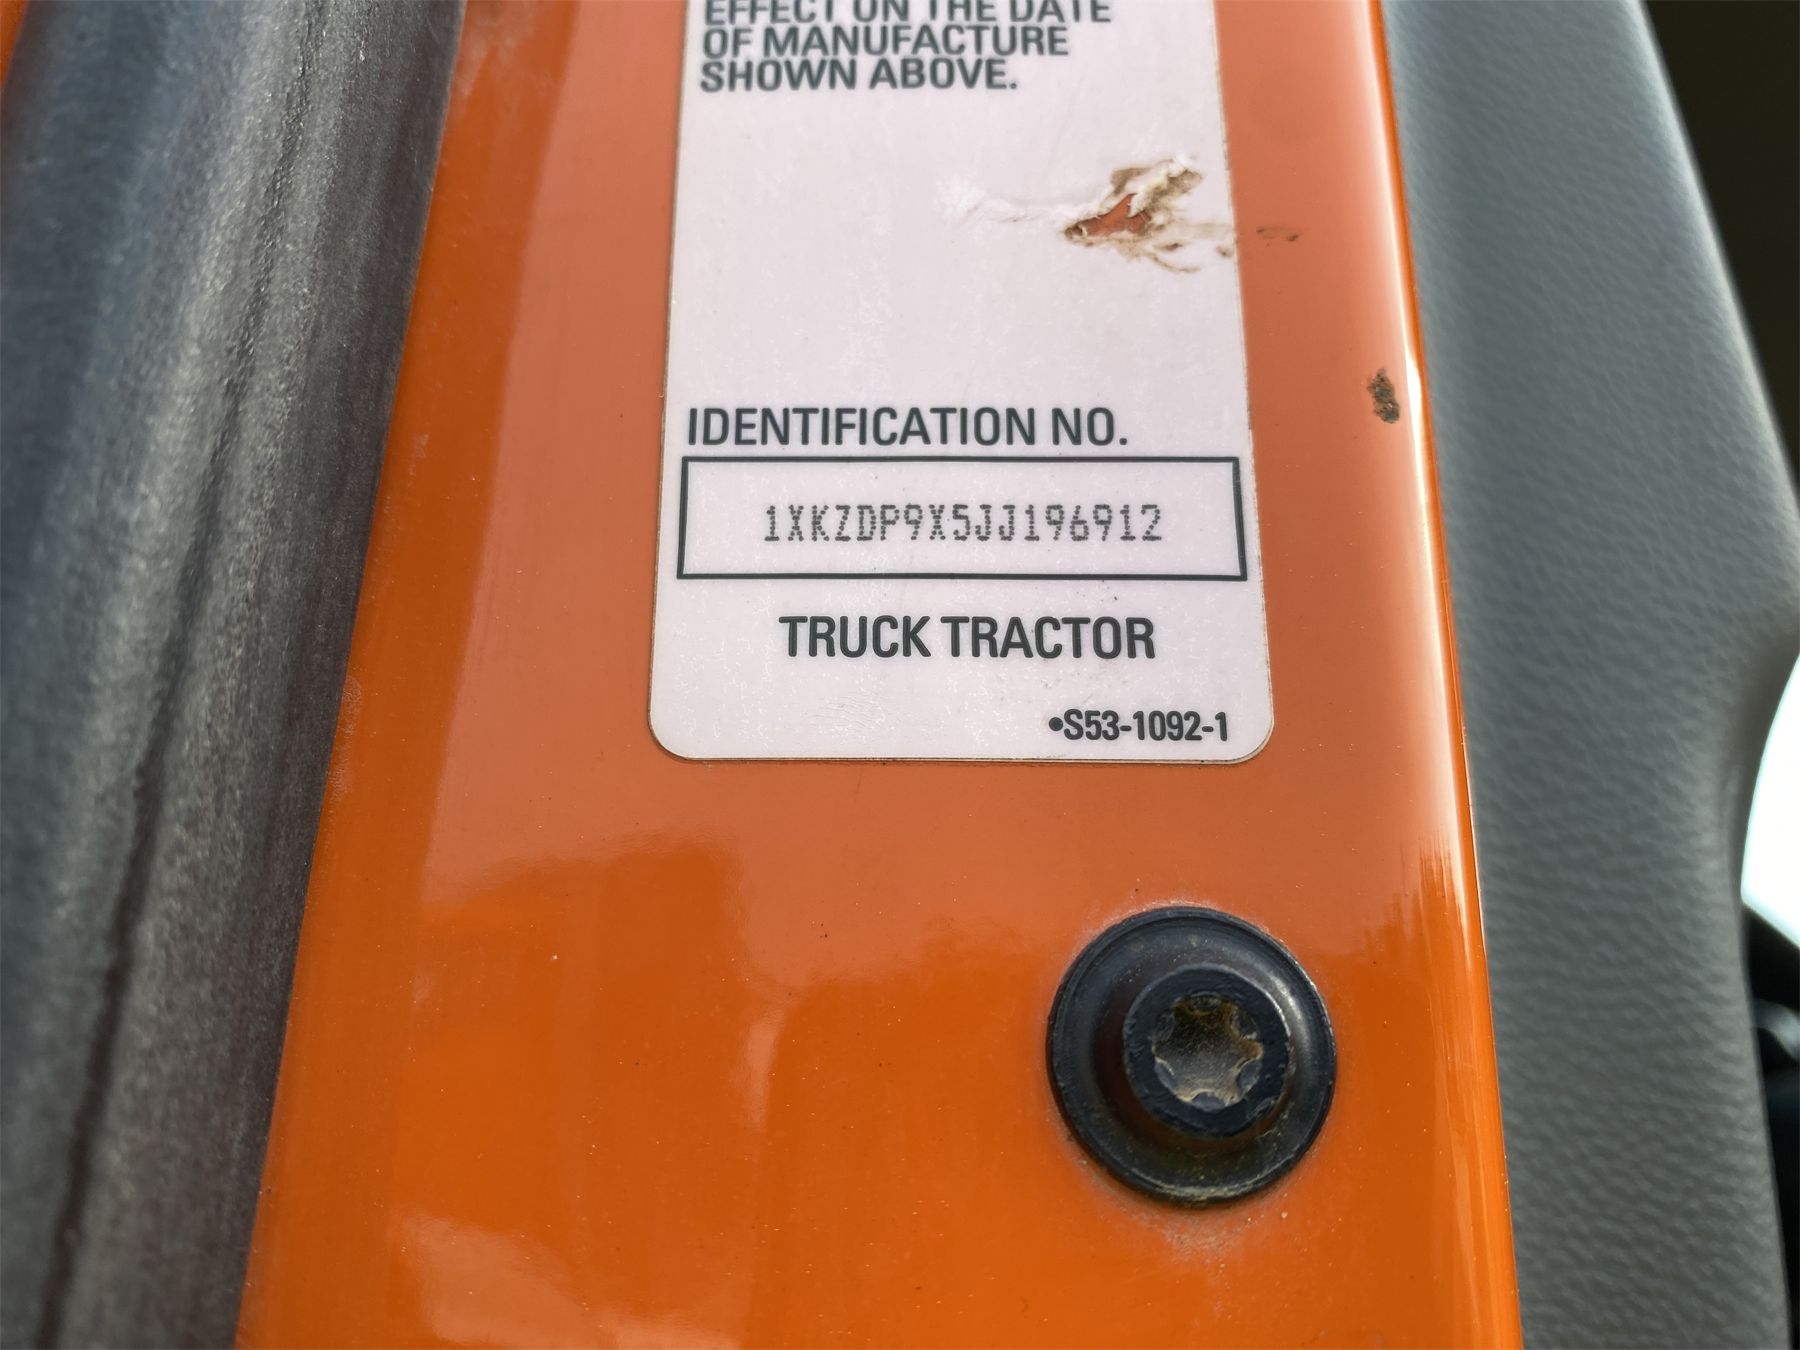 EFFECT ON THE DATE
OF MANUFACTURE
SHOWN ABOVE.
IDENTIFICATION NO.
1XKZDP9X5JJ196912
TRUCK TRACTOR
•S53-1092-1